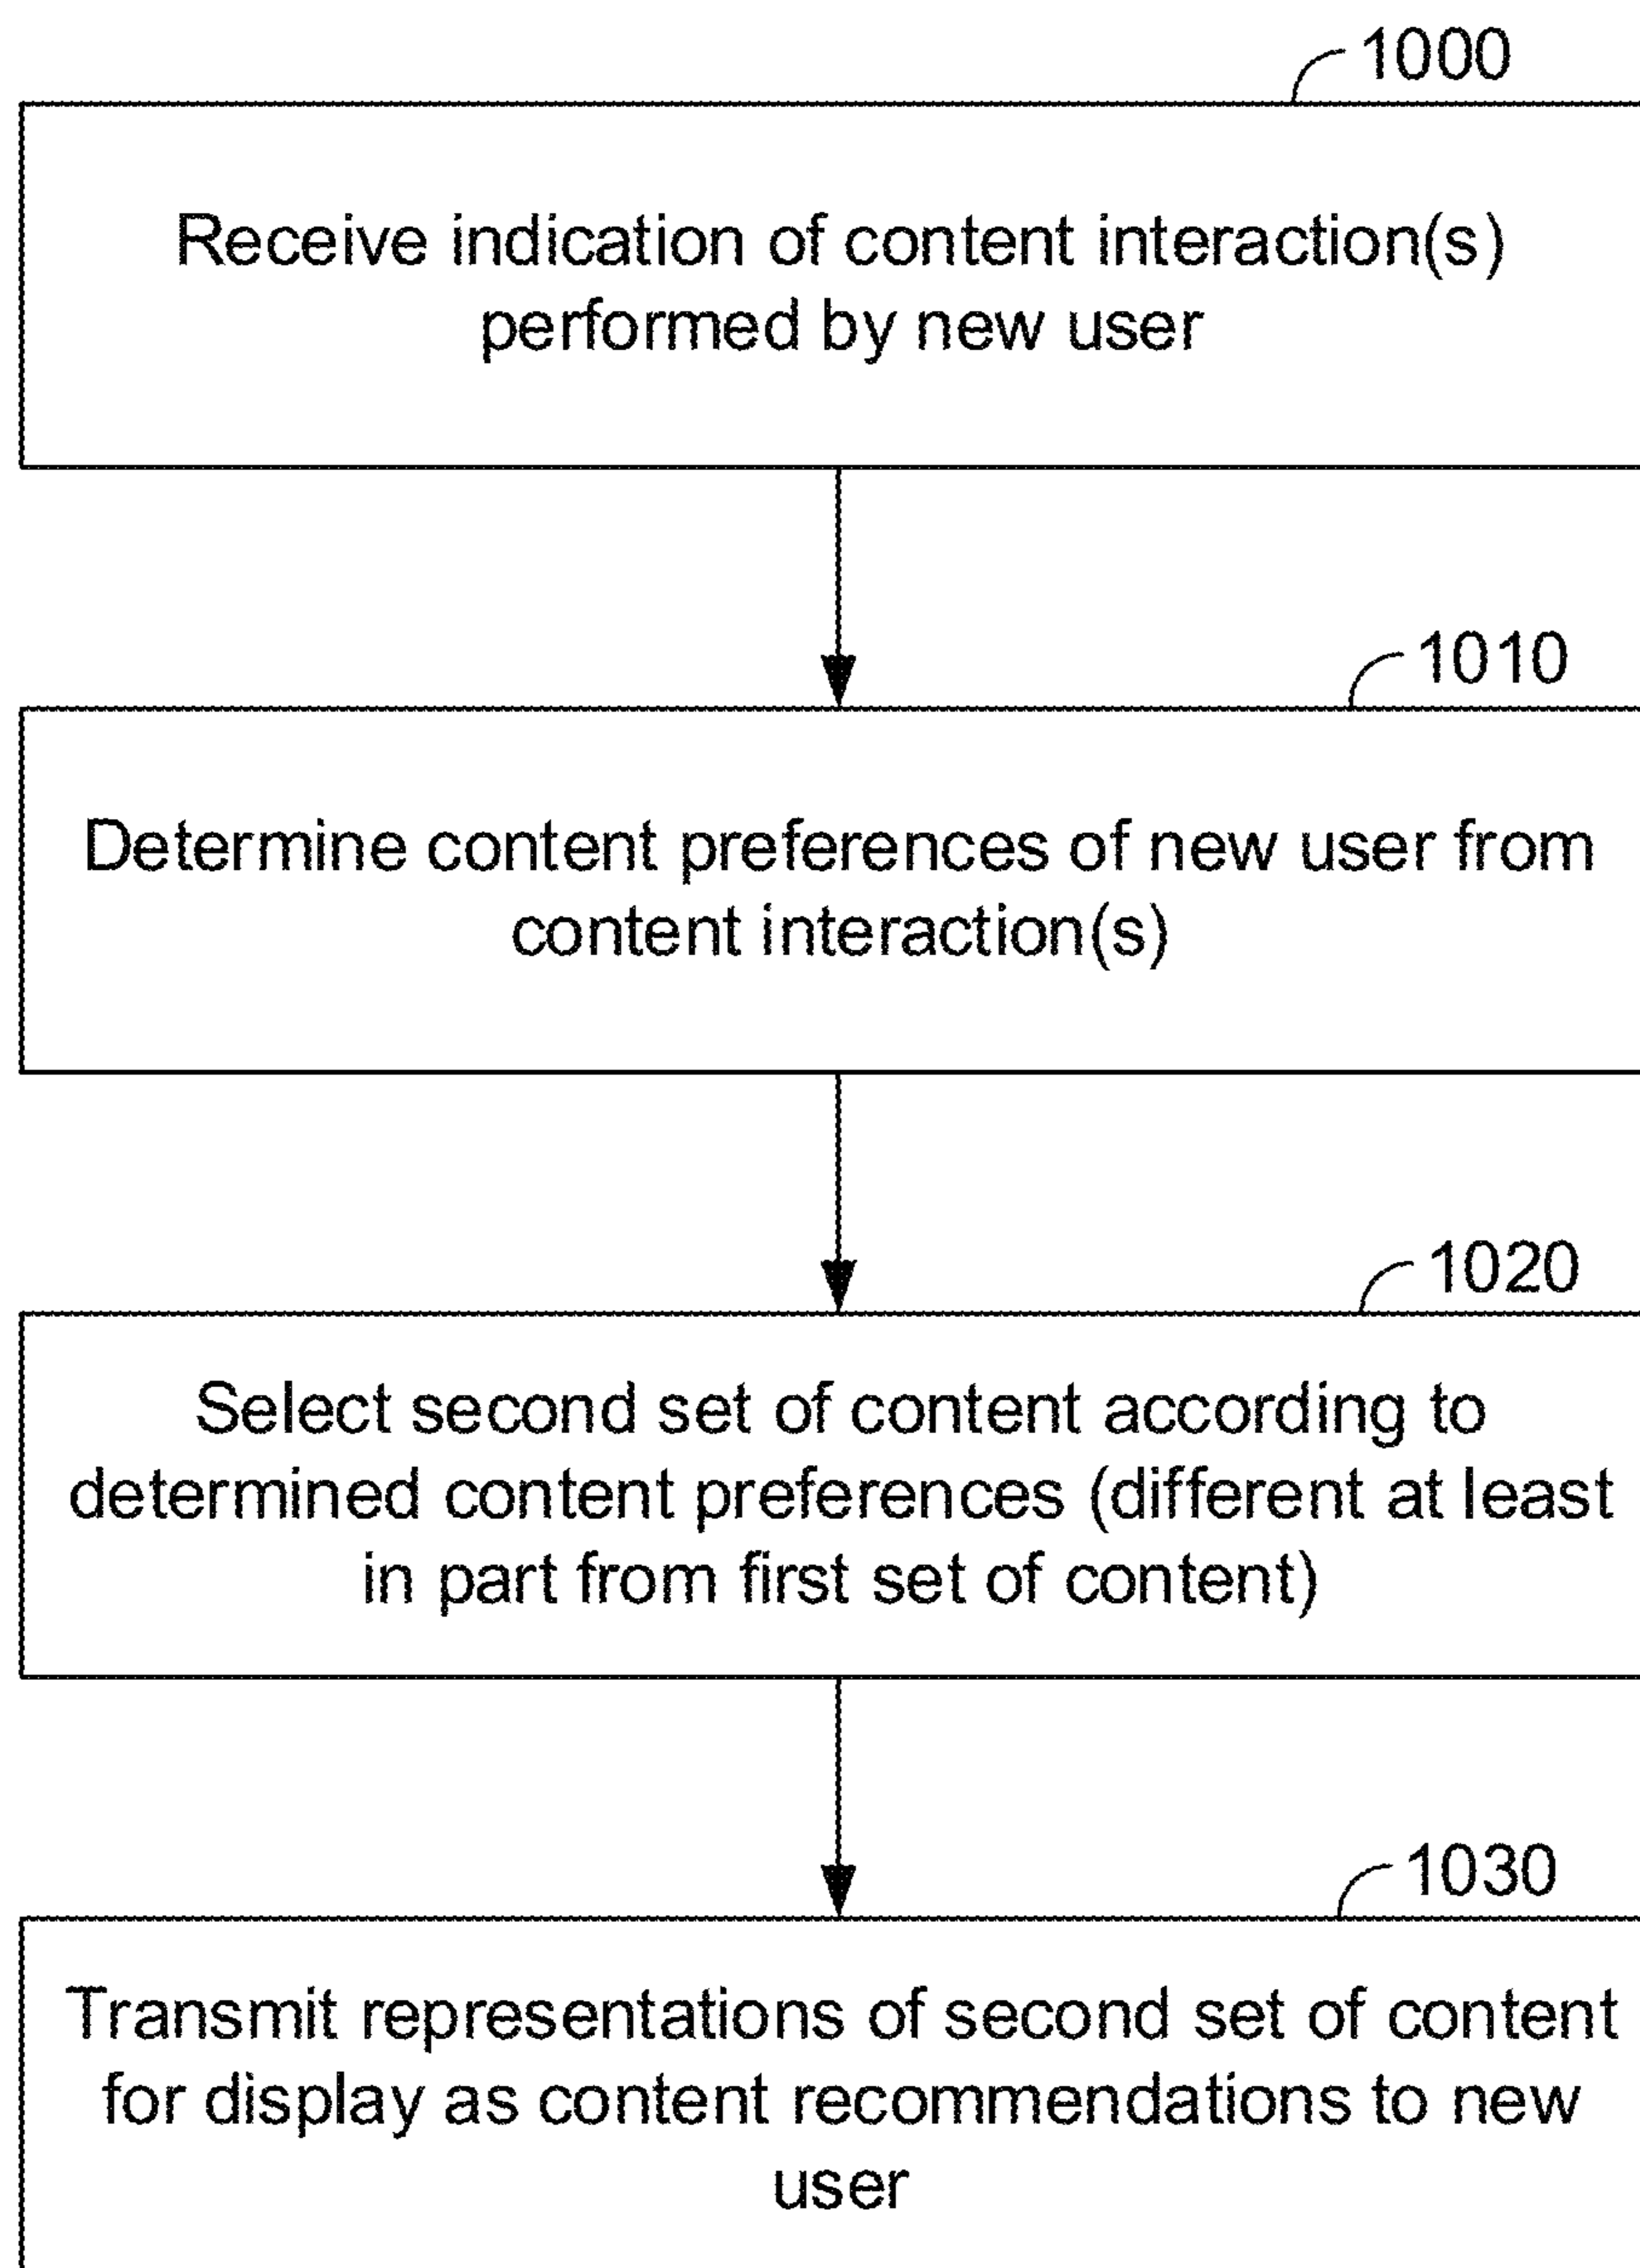 1000
Receive indication of content interaction(s)
performed by new user
1010
Determine content preferences of new user from
content interaction(s)
1020
Select second set of content according to
determined content preferences (different at least
in part from first set of content)
1030
Transmit representations of second set of content
for display as content recommendations to new
user